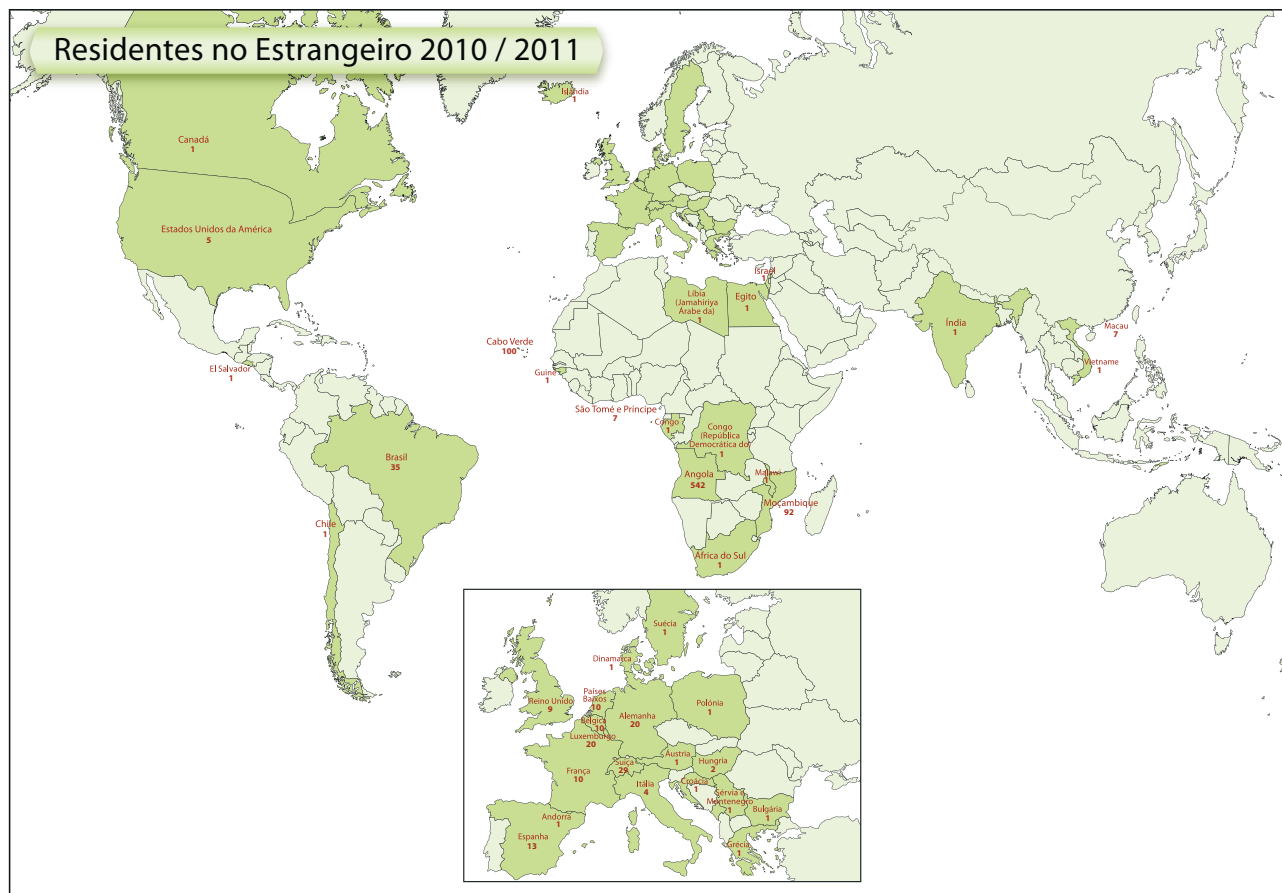 Residentes no Estrangeiro 2010 / 2011
Islândia
1
Canadá
1
Estados Unidos da América
5
Israel
1
Líbia
(Jamahiriya
Árabe da)
1
Egito
1
Índia
1
Macau
7
Vietname
1
Cabo Verde
100
Guiné
1
El Salvador
1
São Tomé e Príncipe
7
Congo
1
Congo
(República
Democrática do
1
Brasil
35
Angola
542
Malawi
1
Moçambique
92
Chile
1
África do Sul
1
Suécia
1
Dinamarca
1
Países
Baixos
10
Reino Unido
9
Bélgica
10
Alemanha
20
Polónia
1
Luxemburgo
20
Áustria
1
Hungria
2
Suíça
29
França
10
Itália
4
Croácia
1
Sérvia e
Montenegro
1
Bulgária
1
Andorra
1
Espanha
13
Grécia
1